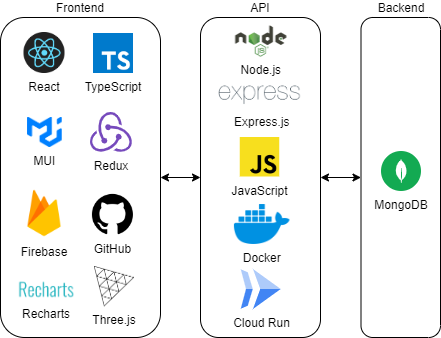 Frontend
API
Backend
React
TS
TypeScript
MUI
Redux
Firebase
GitHub
Recharts
Recharts
Three.js
node
JS
Node.js
express
Express.js
JS
JavaScript
Docker
Cloud Run
MongoDB